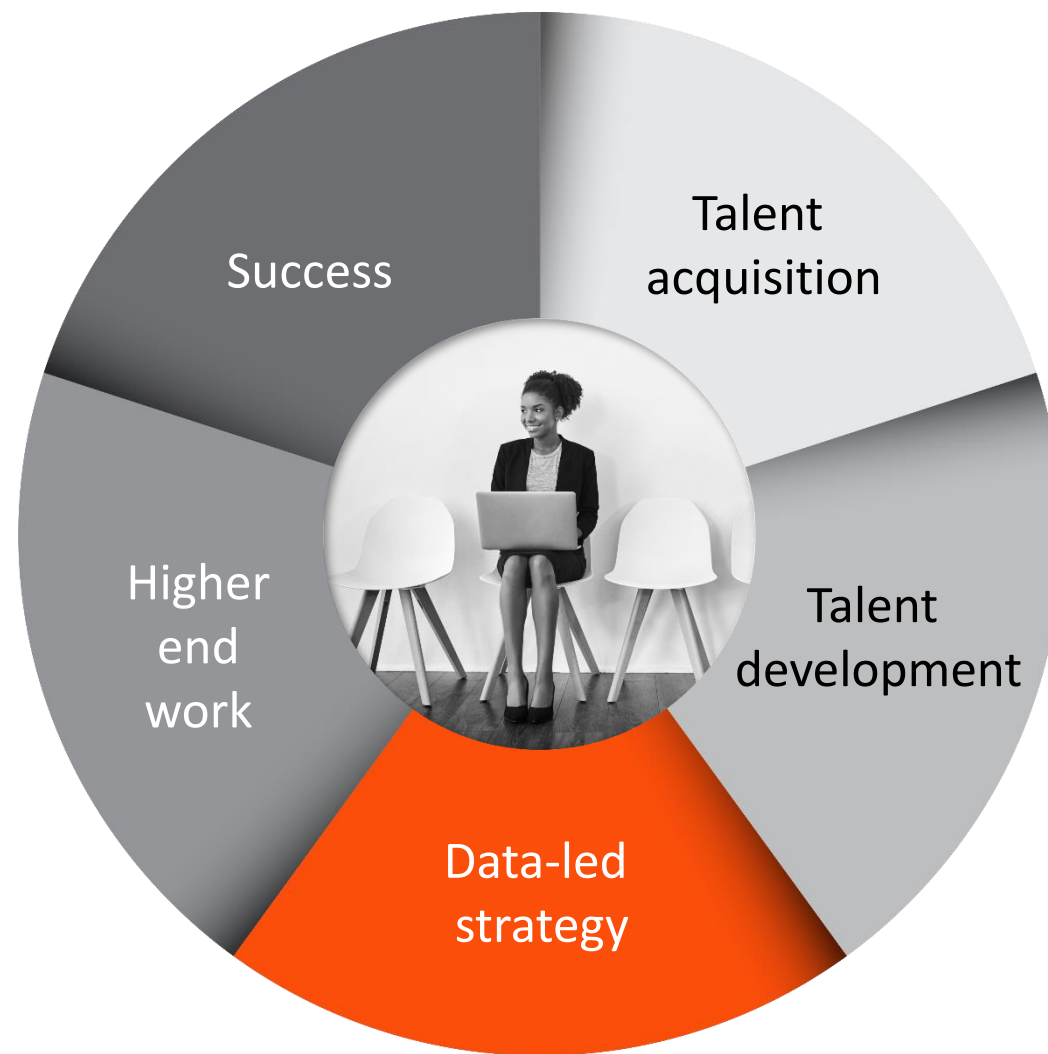 Talent
acquisition
Talent
development
Data-led
strategy
Higher
end
work
Success